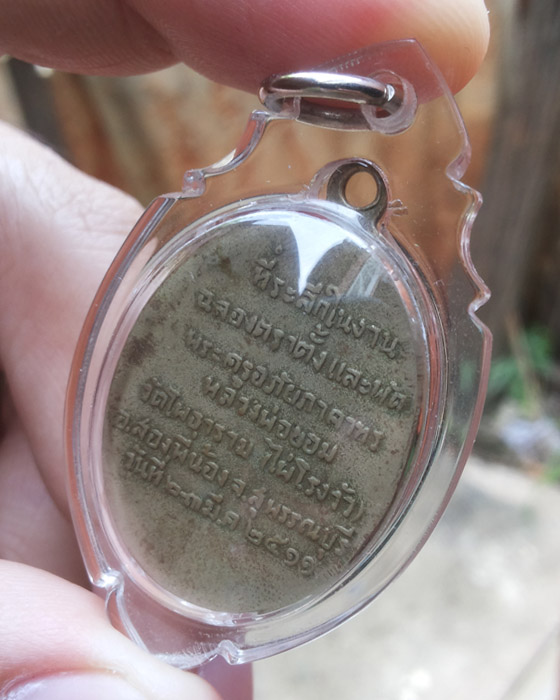 ที่ระลึกในงาน
ฉลองตราตั้งและพัด
พระครูอภัยภาดาทร
หลวงพ่อขอม
วัดโพธาราม (ไผ่โรงวัว)
อ.สองพี่น้อง จ.สุพรรณบุรี
วันที่ ๒-๓ มี.ค. ๒๕๑๑